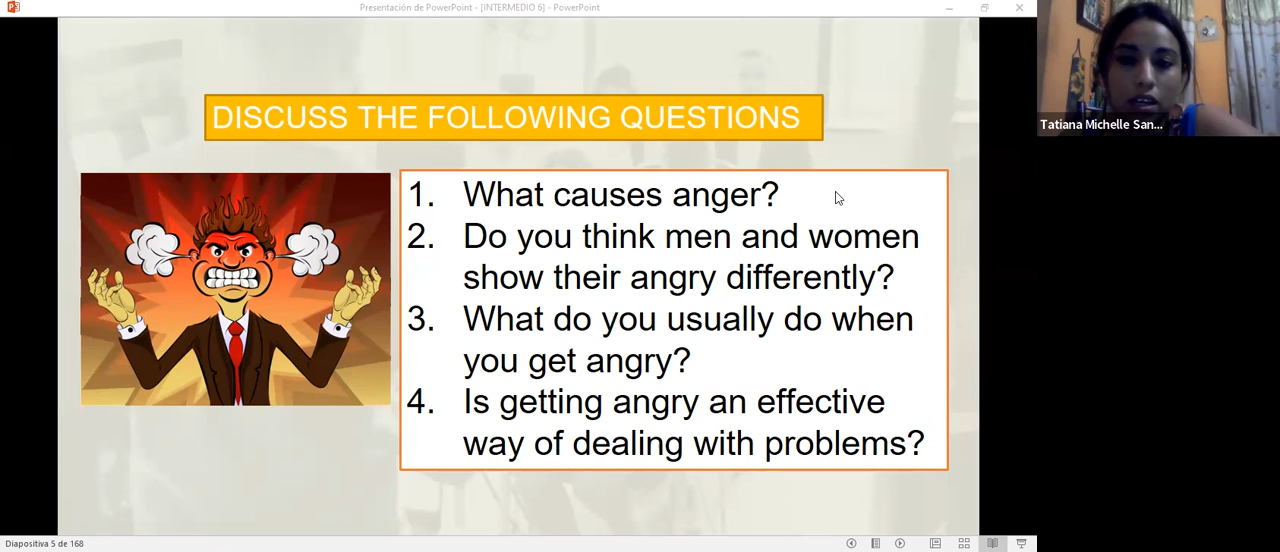 Presentación de PowerPoint - [INTERMEDIO 6] - PowerPoint
DISCUSS THE FOLLOWING QUESTIONS
1. What causes anger?
2. Do you think men and women
show their angry differently?
3. What do you usually do when
you get angry?
4. Is getting angry an effective
way of dealing with problems?
Tatiana Michelle San...
Diapositiva 5 de 168